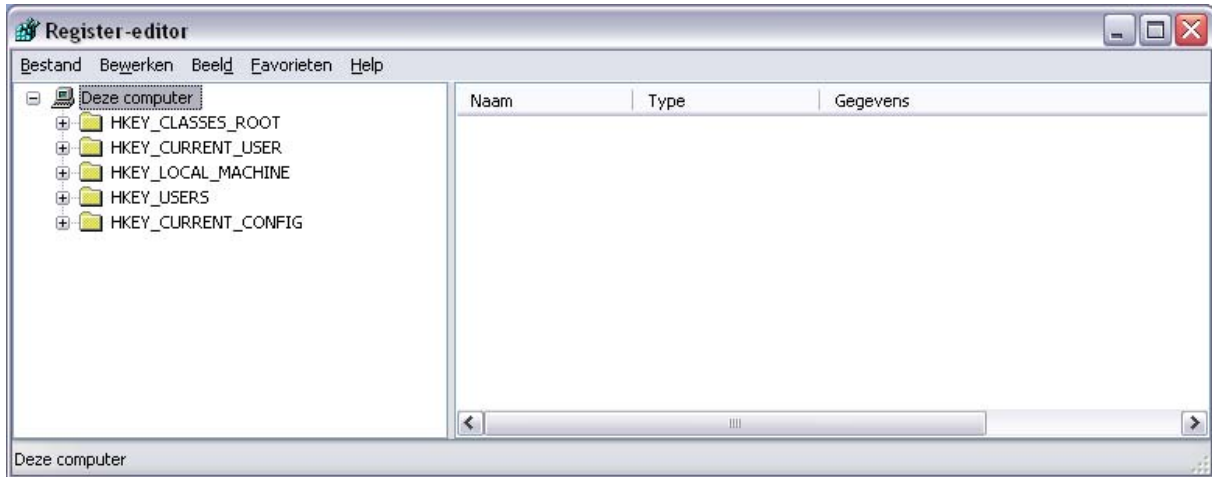 Register-editor
Bestand Bewerken Beeld Favorieten Help
Deze computer
HKEY_CLASSES_ROOT
HKEY_CURRENT_USER
HKEY_LOCAL_MACHINE
HKEY_USERS
HKEY_CURRENT_CONFIG
Naam Type Gegevens
Deze computer